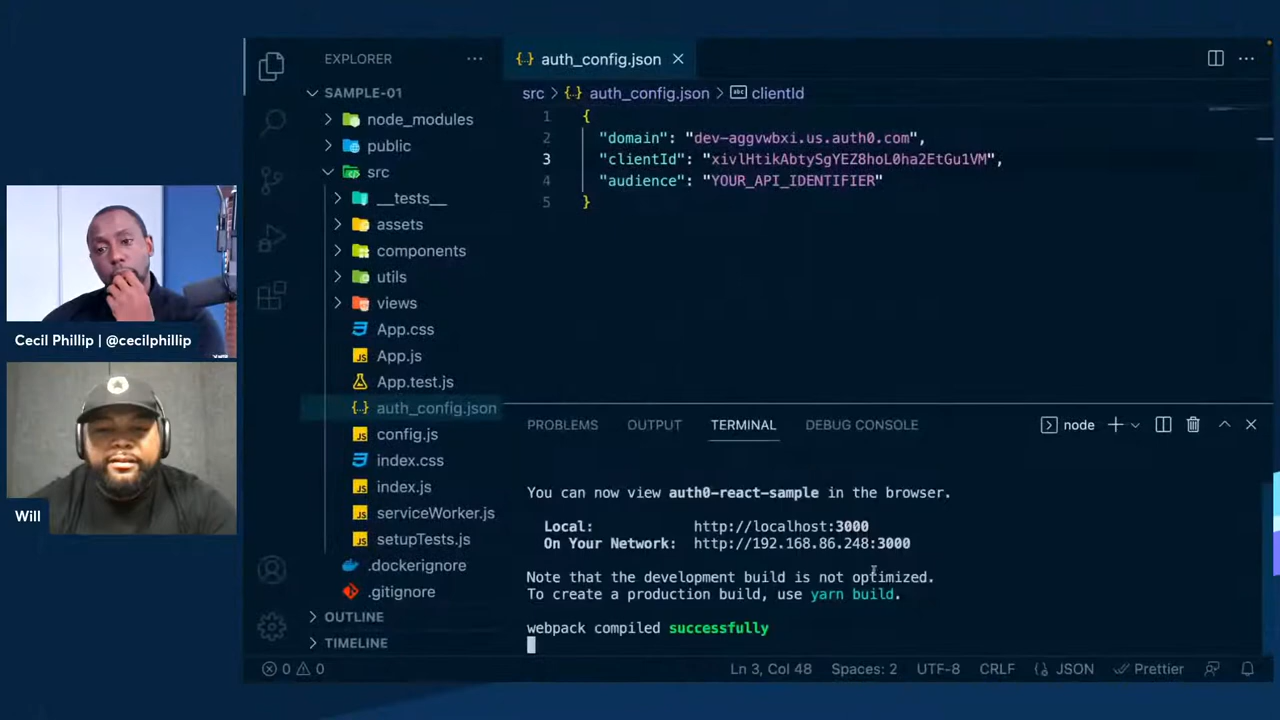 EXPLORER
SAMPLE-01
node_modules
public
src
__tests__
assets
components
utils
views
App.css
JS App.js
App.test.js
{..} auth_config.json
JS config.js
index.css
JS index.js
JS serviceWorker.js
JS setupTests.js
.dockerignore
.gitignore
OUTLINE
TIMELINE
{..} auth_config.json
src > {..} auth_config.json > abc clientId
1 {
2 "domain": "dev-aggvwbxi.us.auth0.com",
3 "clientId": "xivlHtikAbtySgYEZ8hoL0ha2EtGu1VM",
4 "audience": "YOUR_API_IDENTIFIER"
5 }
PROBLEMS OUTPUT TERMINAL DEBUG CONSOLE node
You can now view auth0-react-sample in the browser.
Local: http://localhost:3000
On Your Network: http://192.168.86.248:3000
Note that the development build is not optimized.
To create a production build, use yarn build.
webpack compiled successfully
0 0 Ln 3, Col 48 Spaces: 2 UTF-8 CRLF {} JSON Prettier
Cecil Phillip | @cecilphillip
Will